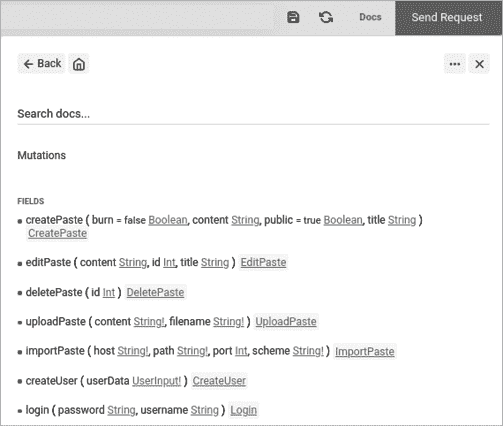 Docs Send Request
← Back
Search docs...
Mutations
FIELDS
createPaste ( burn = false Boolean, content String, public = true Boolean, title String )
CreatePaste
editPaste ( content String, id Int, title String ) EditPaste
deletePaste ( id Int ) DeletePaste
uploadPaste ( content String!, filename String! ) UploadPaste
importPaste ( host String!, path String!, port Int, scheme String! ) ImportPaste
createUser ( userData UserInput! ) CreateUser
login ( password String, username String ) Login